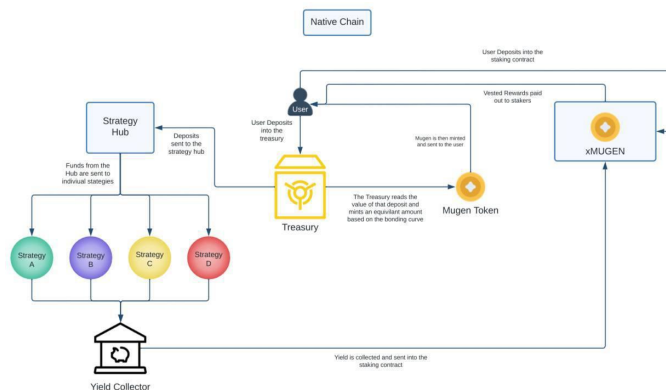 Native Chain
User Deposits into the
staking contract
User
Vested Rewards paid
out to stakers
xMUGEN
Strategy
Hub
Deposits
sent to the
strategy hub
User Deposits
into the
treasury
Mugen is then minted
and sent to the user
Funds from the
Hub are sent to
indiviual stategies
Treasury
The Treasury reads the
value of that deposit and
mints an equivilant amount
based on the bonding curve
Mugen Token
Strategy
A
Strategy
B
Strategy
C
Strategy
D
Yield is collected and sent into the
staking contract
Yield Collector